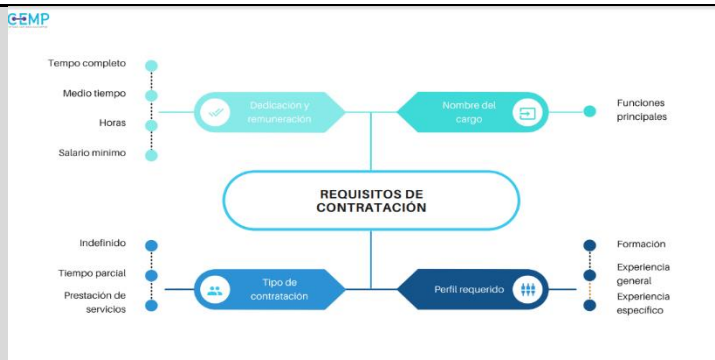 CEMP
Tempo completo
Medio tiempo
Horas
Salario minimo
Dedicación y
remuneración
Nombre del
cargo
Funciones
principales
REQUISITOS DE
CONTRATACIÓN
Indefinido
Tiempo parcial
Prestación de
servicios
Tipo de
contratación
Perfil requerido
Formación
Experiencia
general
Experiencia
especifico